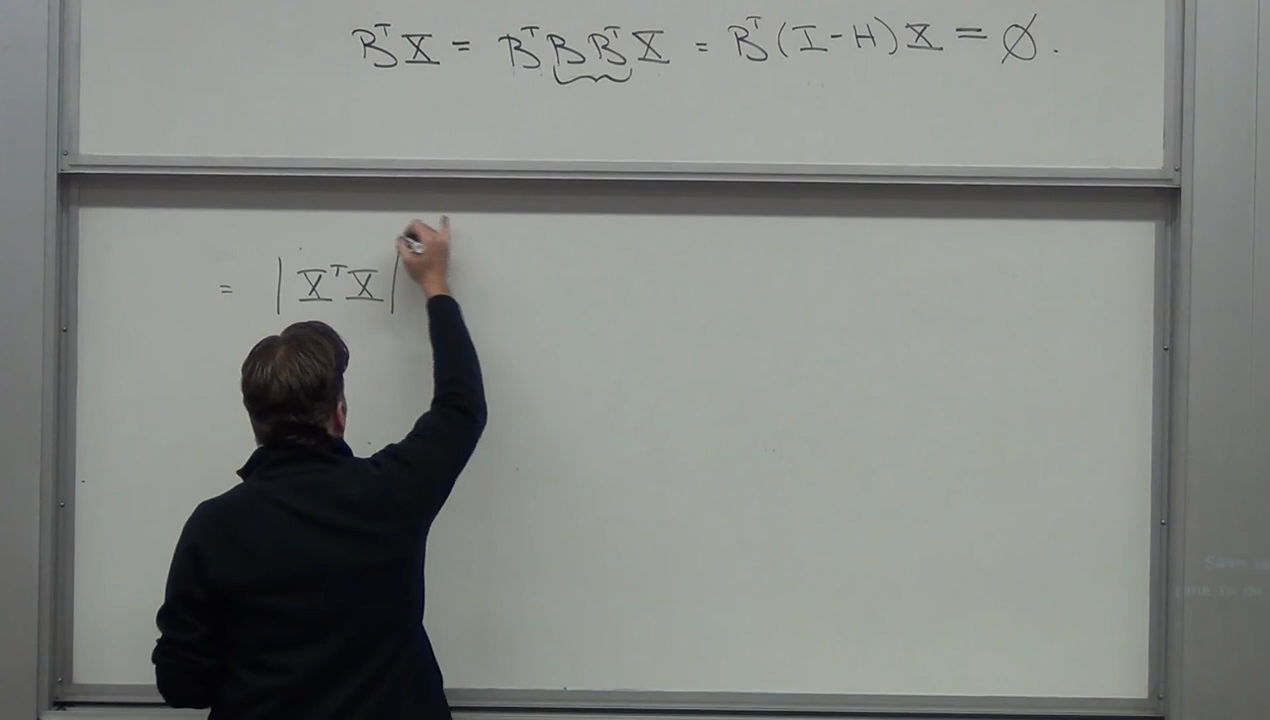 BᵀX = BᵀBBᵀX = Bᵀ(I-H)X = ∅.
= |XᵀX|